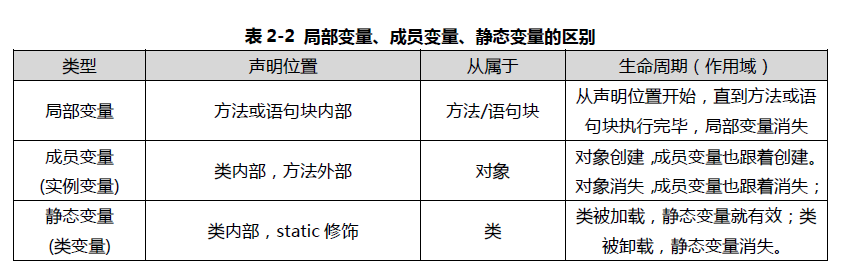 表 2-2 局部变量、成员变量、静态变量的区别
类型 声明位置 从属于 生命周期（作用域）
局部变量 方法或语句块内部 方法/语句块 从声明位置开始，直到方法或语
句块执行完毕，局部变量消失
成员变量
(实例变量) 类内部，方法外部 对象 对象创建，成员变量也跟着创建。
对象消失，成员变量也跟着消失；
静态变量
(类变量) 类内部，static 修饰 类 类被加载，静态变量就有效；类
被卸载，静态变量消失。